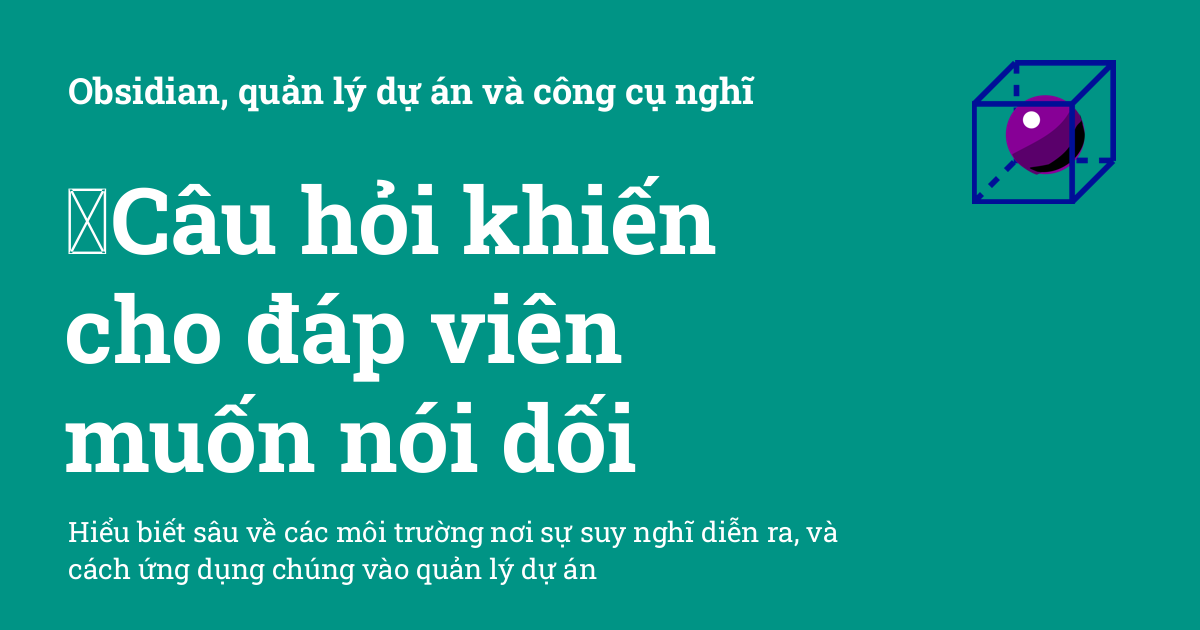 Obsidian, quản lý dự án và công cụ nghĩ
Câu hỏi khiến
cho đáp viên
muốn nói dối
Hiểu biết sâu về các môi trường nơi sự suy nghĩ diễn ra, và
cách ứng dụng chúng vào quản lý dự án